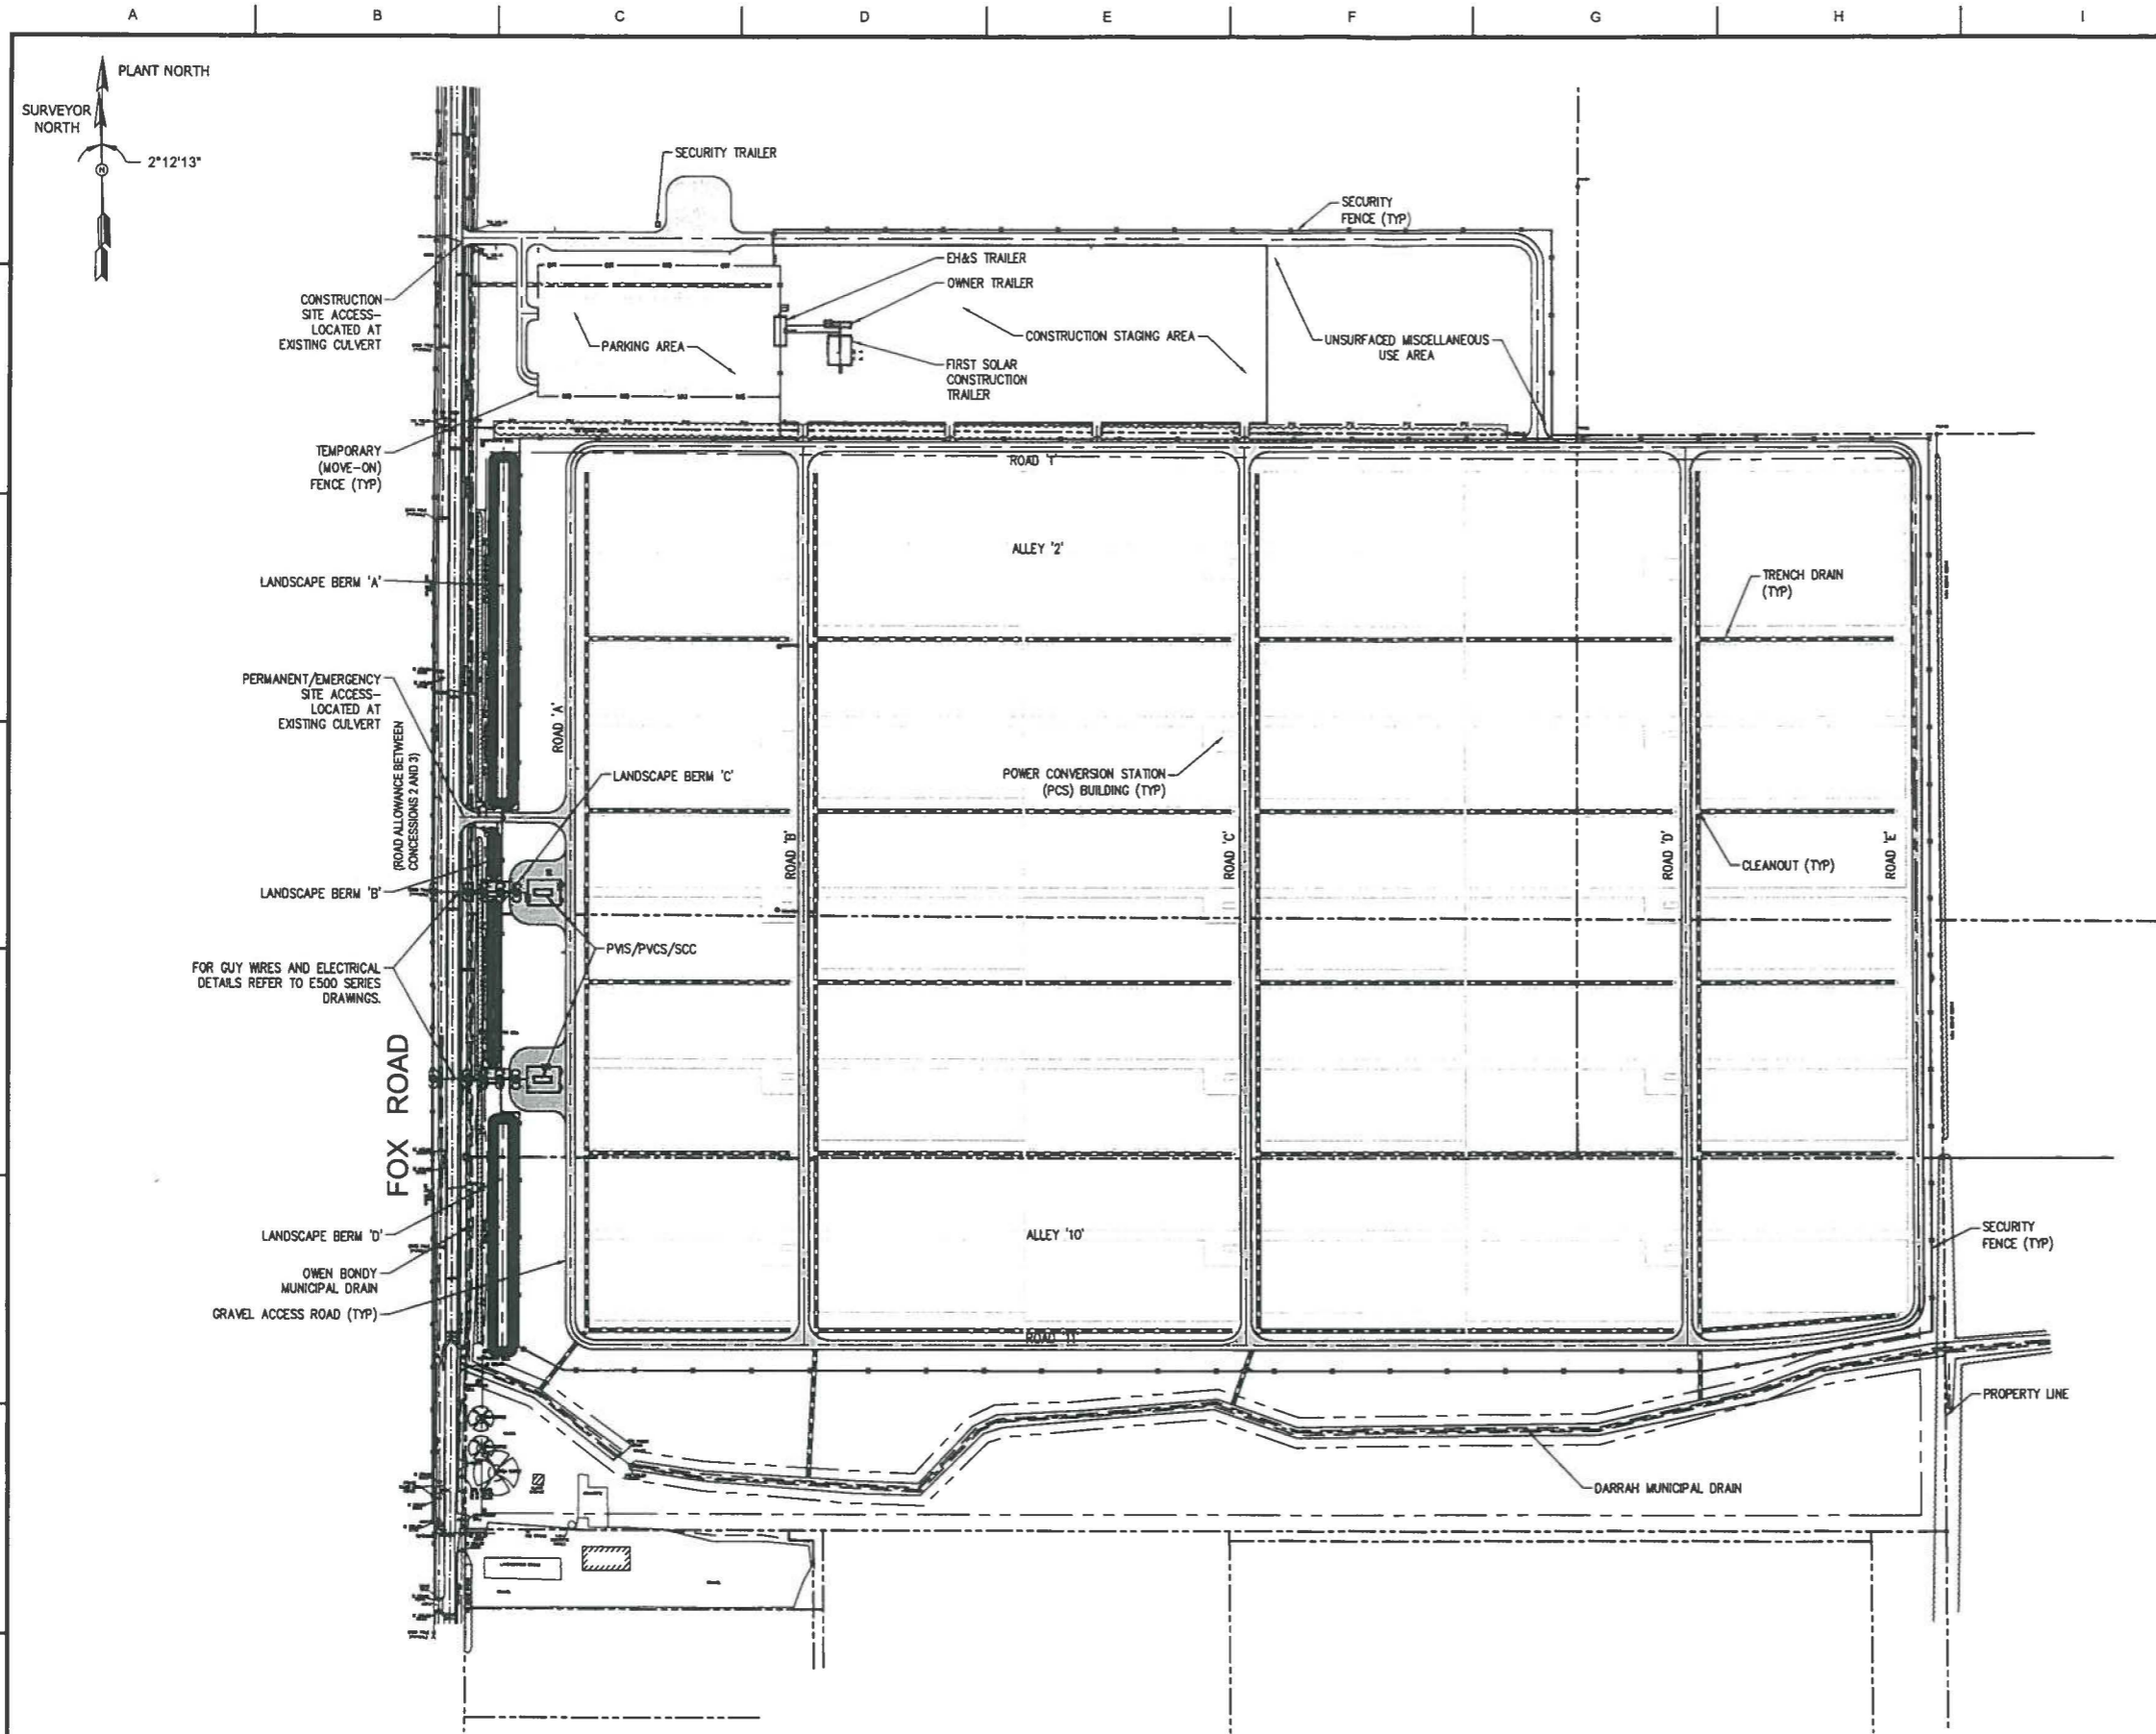 A B C D E F G H I
PLANT NORTH
SURVEYOR
NORTH
2°12'13"
N
SECURITY TRAILER
SECURITY
FENCE (TYP)
EH&S TRAILER
OWNER TRAILER
CONSTRUCTION
SITE ACCESS-
LOCATED AT
EXISTING CULVERT
PARKING AREA
CONSTRUCTION STAGING AREA
UNSURFACED MISCELLANEOUS
USE AREA
FIRST SOLAR
CONSTRUCTION
TRAILER
TEMPORARY
(MOVE-ON)
FENCE (TYP)
ROAD '1'
ALLEY '2'
LANDSCAPE BERM 'A'
TRENCH DRAIN
(TYP)
PERMANENT/EMERGENCY
SITE ACCESS-
LOCATED AT
EXISTING CULVERT
(ROAD ALLOWANCE BETWEEN
CONCESSIONS 2 AND 3)
ROAD 'A'
LANDSCAPE BERM 'C'
POWER CONVERSION STATION
(PCS) BUILDING (TYP)
ROAD 'B'
ROAD 'C'
ROAD 'D'
ROAD 'E'
CLEANOUT (TYP)
LANDSCAPE BERM 'B'
PVIS/PVCS/SCC
FOR GUY WIRES AND ELECTRICAL
DETAILS REFER TO E500 SERIES
DRAWINGS.
FOX ROAD
LANDSCAPE BERM 'D'
ALLEY '10'
SECURITY
FENCE (TYP)
OWEN BONDY
MUNICIPAL DRAIN
GRAVEL ACCESS ROAD (TYP)
ROAD '11'
PROPERTY LINE
DARRAH MUNICIPAL DRAIN